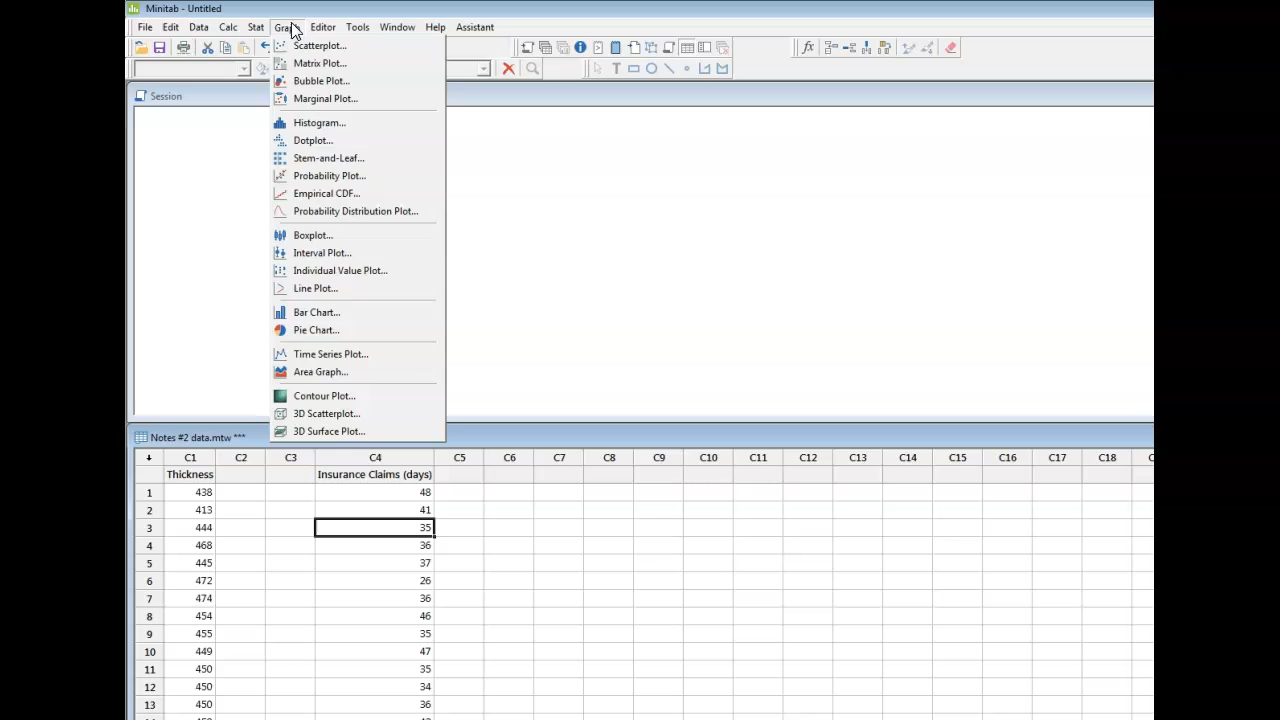 Minitab - Untitled
File Edit Data Calc Stat Graph Editor Tools Window Help Assistant
Scatterplot...
Matrix Plot...
Bubble Plot...
Marginal Plot...
Session
Histogram...
Dotplot...
Stem-and-Leaf...
Probability Plot...
Empirical CDF...
Probability Distribution Plot...
Boxplot...
Interval Plot...
Individual Value Plot...
Line Plot...
Bar Chart...
Pie Chart...
Time Series Plot...
Area Graph...
Contour Plot...
3D Scatterplot...
3D Surface Plot...
Notes #2 data.mtw ***
C1 C2 C3 C4 C5 C6 C7 C8 C9 C10 C11 C12 C13 C14 C15 C16 C17 C18
Thickness Insurance Claims (days)
1 438 48
2 413 41
3 444 35
4 468 36
5 445 37
6 472 26
7 474 36
8 454 46
9 455 35
10 449 47
11 450 35
12 450 34
13 450 36